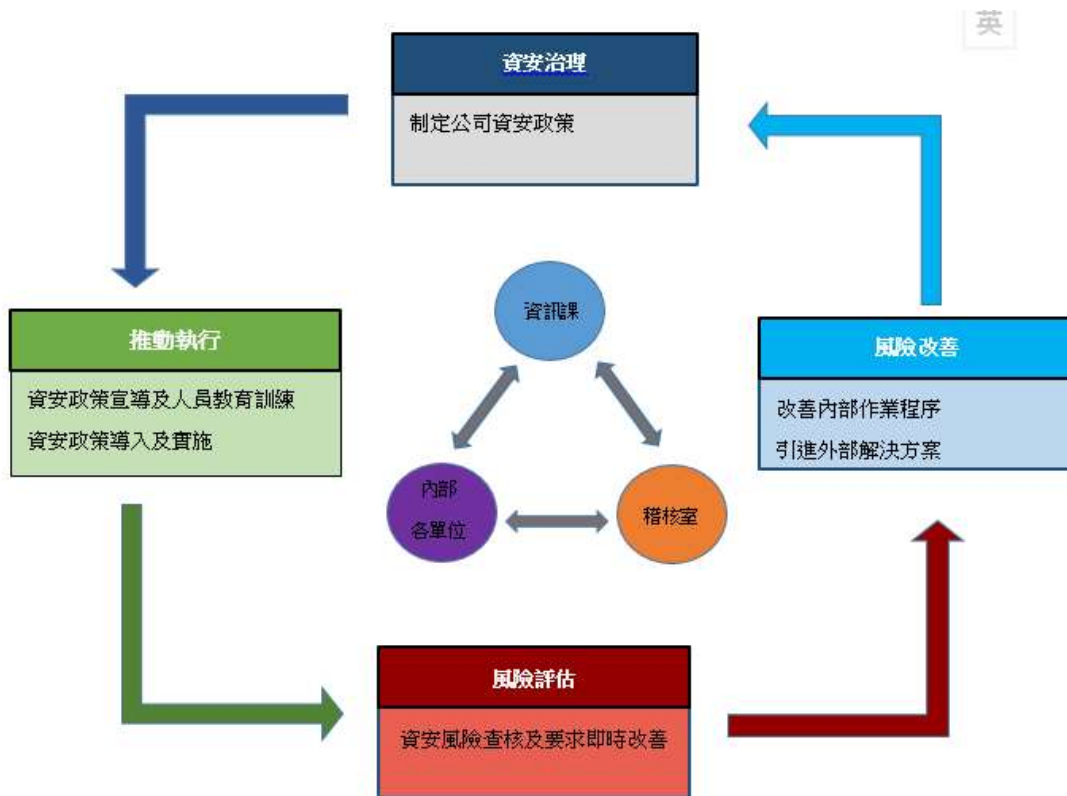 英
資安治理
制定公司資安政策
推動執行
資安政策宣導及人員教育訓練
資安政策導入及實施
資訊課
內部
各單位
稽核室
風險改善
改善內部作業程序
引進外部解決方案
風險評估
資安風險查核及要求即時改善